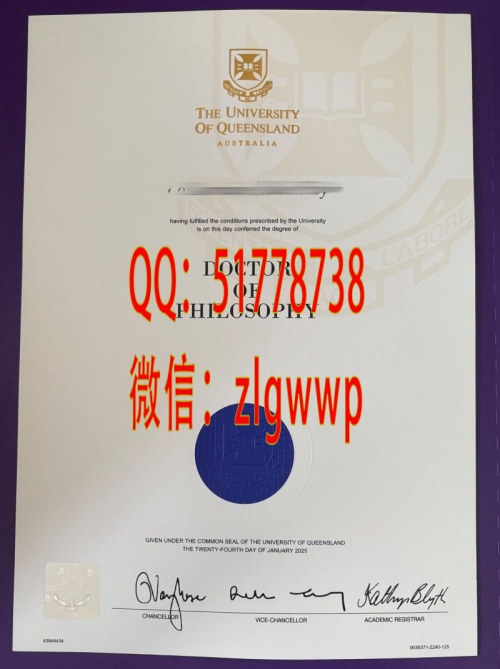 THE UNIVERSITY
OF QUEENSLAND
AUSTRALIA
having fulfilled the conditions prescribed by the University
is on this day conferred the degree of
DOCTOR
OF
PHILOSOPHY
QQ：51778738
微信：zlgwwp
GIVEN UNDER THE COMMON SEAL OF THE UNIVERSITY OF QUEENSLAND
THE TWENTY-FOURTH DAY OF JANUARY 2025
CHANCELLOR
VICE-CHANCELLOR
ACADEMIC REGISTRAR
LABORE